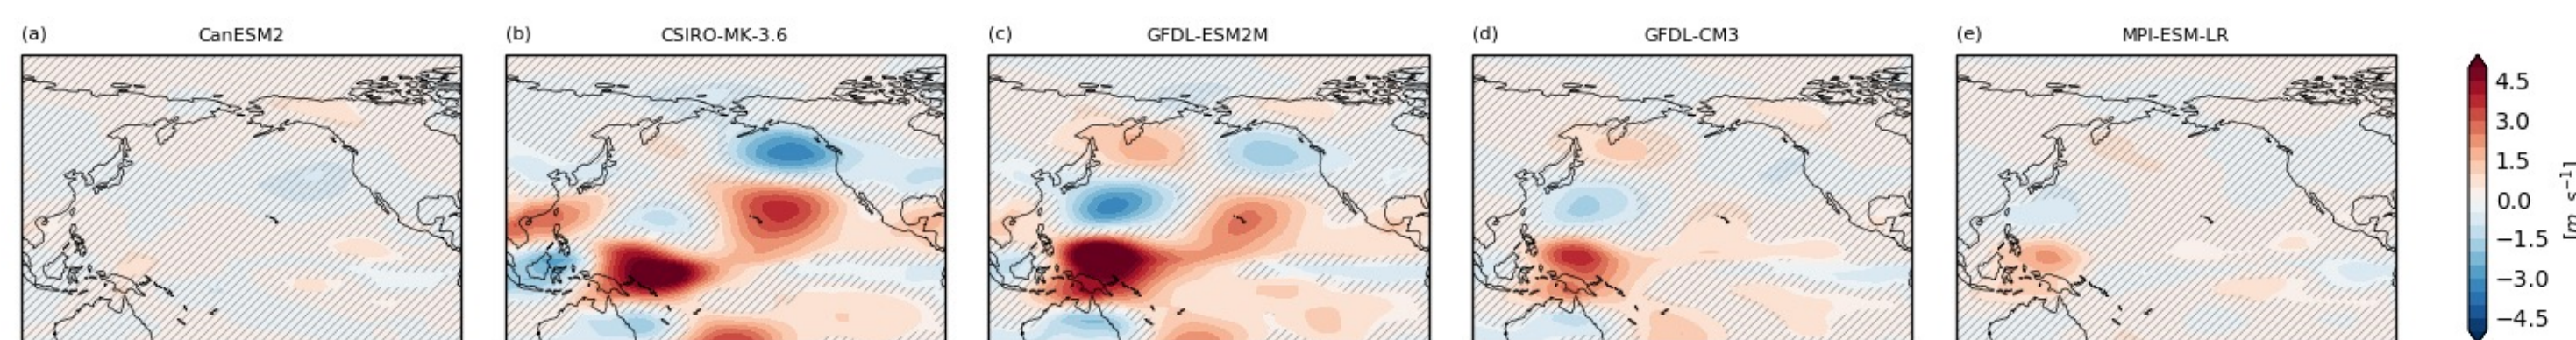 (a) CanESM2
(b) CSIRO-MK-3.6
(c) GFDL-ESM2M
(d) GFDL-CM3
(e) MPI-ESM-LR
4.5
3.0
1.5
0.0
−1.5
−3.0
−4.5
[m s⁻¹]